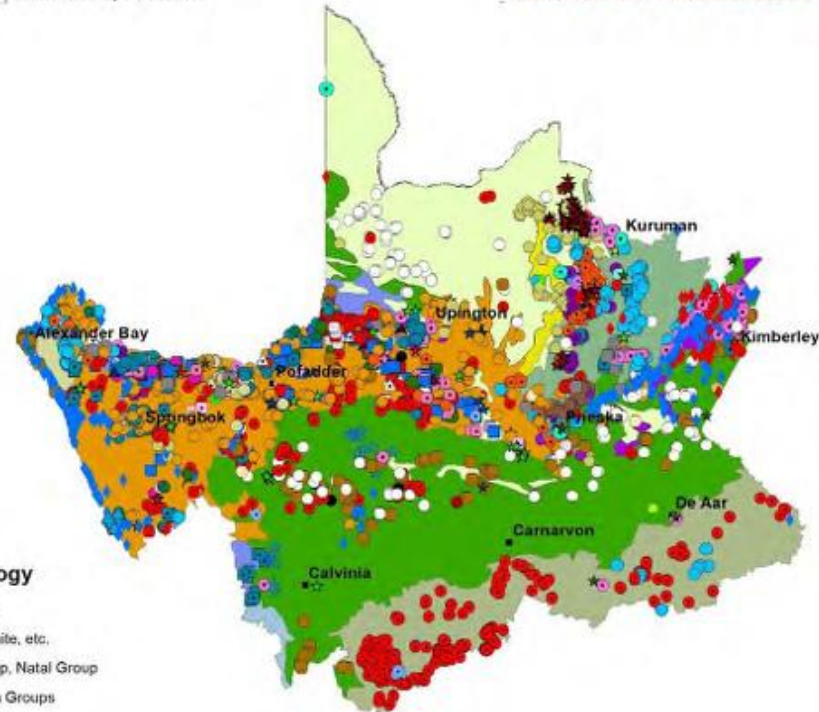 Kuruman
Upington
Alexander Bay
Kimberley
Pofadder
Springbok
Prieska
De Aar
Carnarvon
Calvinia
ogy
ite, etc.
p, Natal Group
Groups